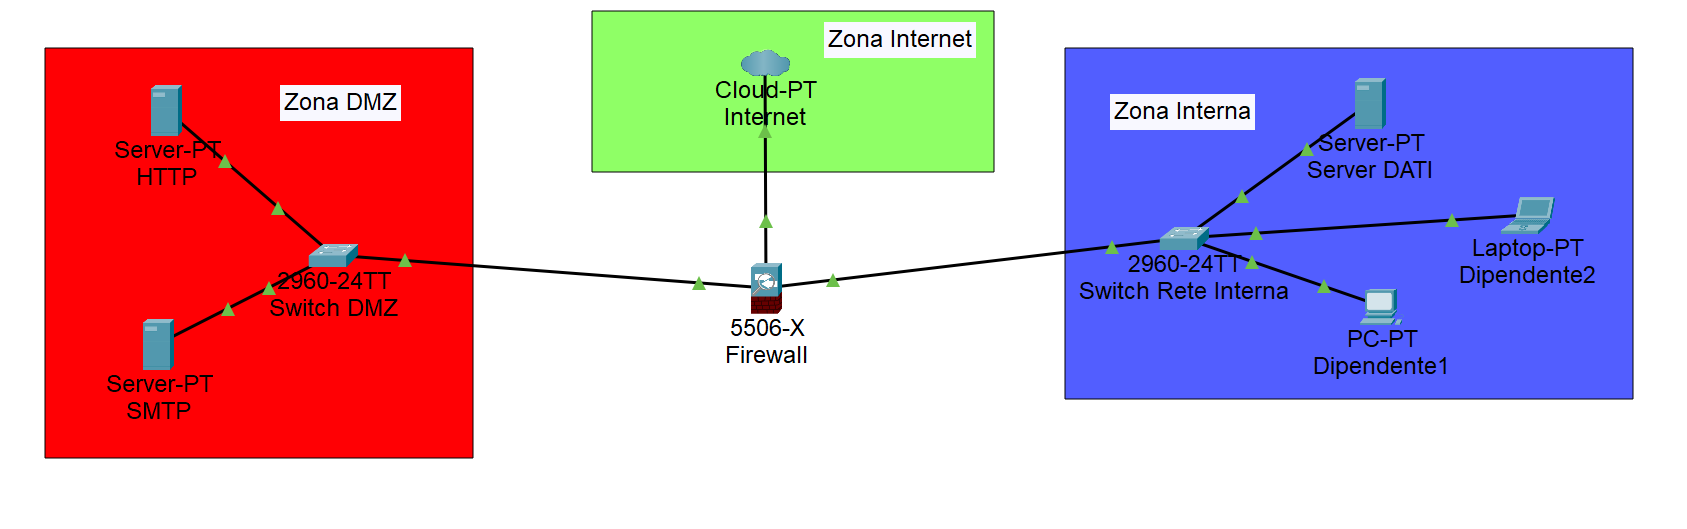 Zona Internet
Cloud-PT
Internet
Zona DMZ
Server-PT
HTTP
2960-24TT
Switch DMZ
Server-PT
SMTP
5506-X
Firewall
Zona Interna
Server-PT
Server DATI
2960-24TT
Switch Rete Interna
Laptop-PT
Dipendente2
PC-PT
Dipendente1